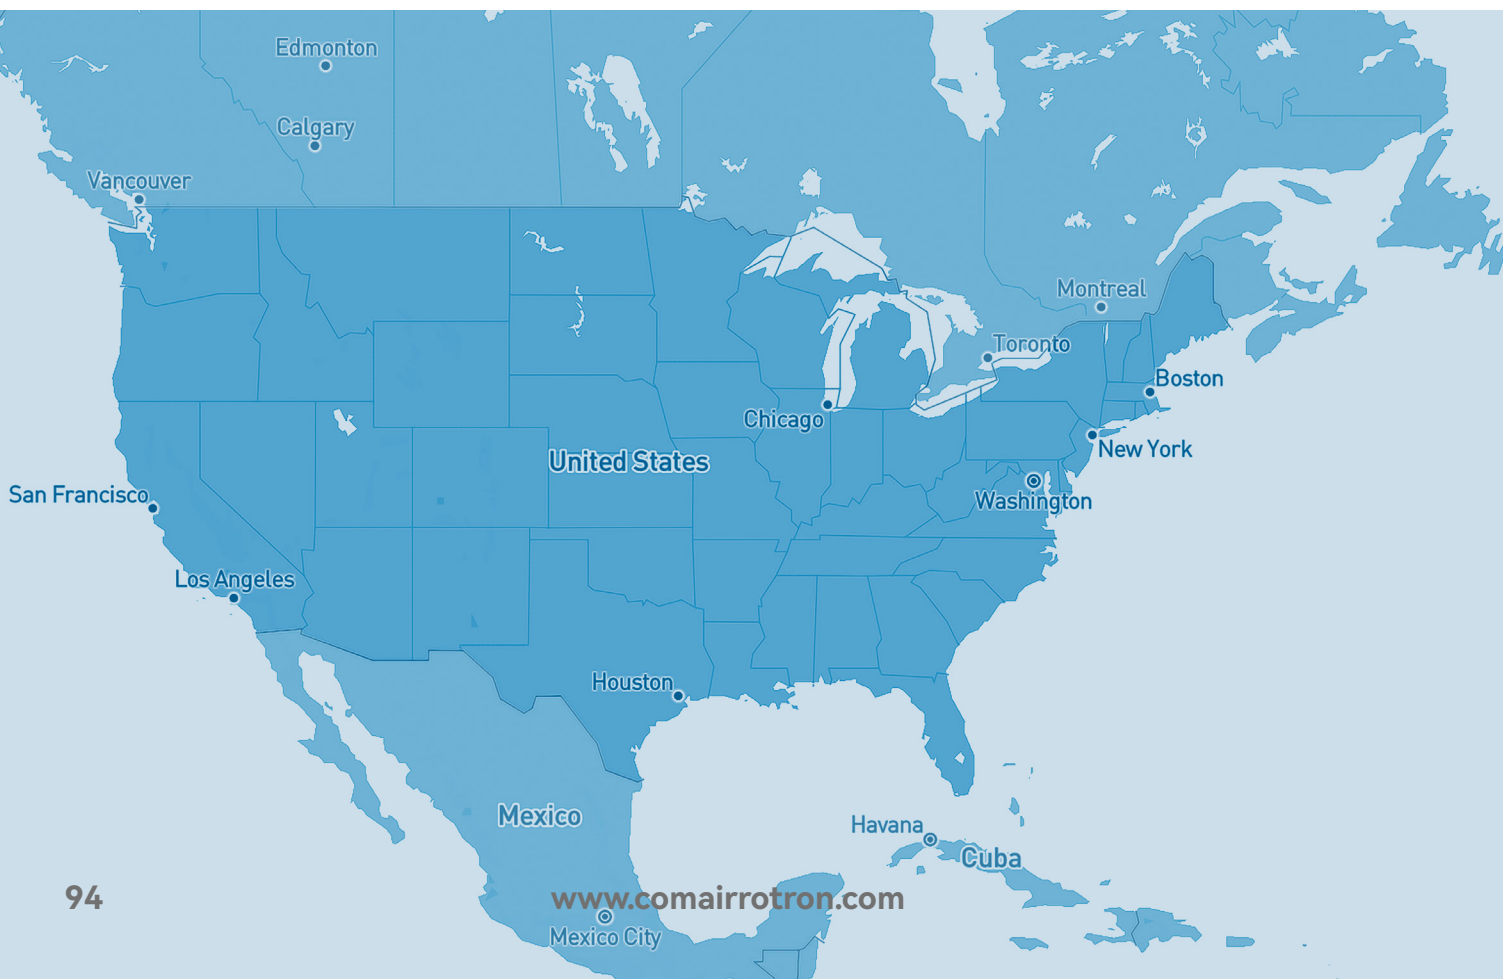 Edmonton
Calgary
Vancouver
Montreal
Toronto
Boston
Chicago
New York
United States
San Francisco
Washington
Los Angeles
Houston
Mexico
Havana
Cuba
94
www.comairrotron.com
Mexico City